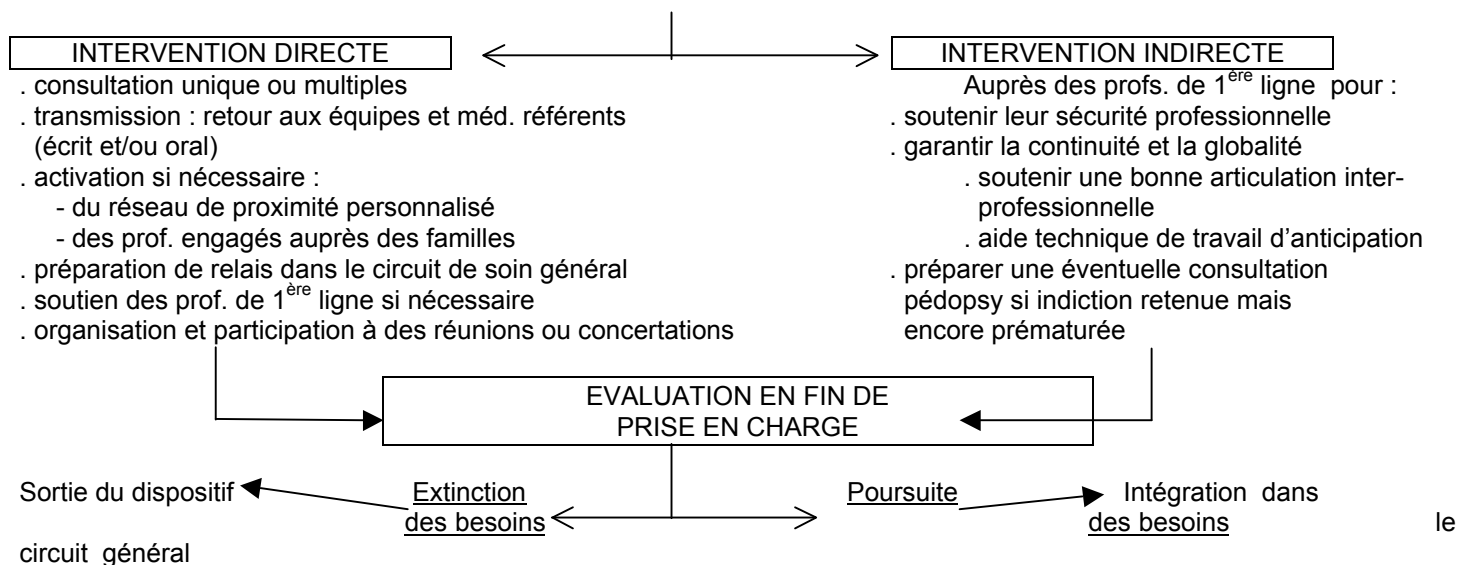 INTERVENTION DIRECTE
. consultation unique ou multiples
. transmission : retour aux équipes et méd. référents
(écrit et/ou oral)
. activation si nécessaire :
- du réseau de proximité personnalisé
- des prof. engagés auprès des familles
. préparation de relais dans le circuit de soin général
. soutien des prof. de 1ère ligne si nécessaire
. organisation et participation à des réunions ou concertations
INTERVENTION INDIRECTE
Auprès des profs. de 1ère ligne pour :
. soutenir leur sécurité professionnelle
. garantir la continuité et la globalité
. soutenir une bonne articulation inter-
professionnelle
. aide technique de travail d'anticipation
. préparer une éventuelle consultation
pédopsy si indiction retenue mais
encore prématurée
EVALUATION EN FIN DE
PRISE EN CHARGE
Sortie du dispositif Extinction Poursuite Intégration dans
des besoins des besoins le
circuit général